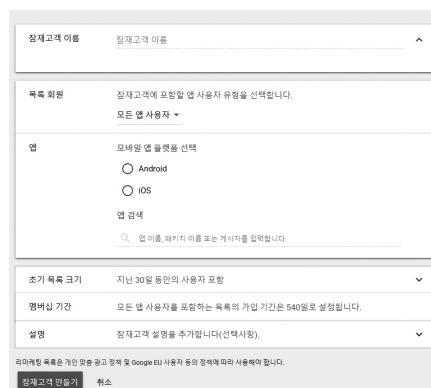 잠재고객 이름 잠재고객 이름
목록 회원 잠재고객에 포함할 앱 사용자 유형을 선택합니다.
모든 앱 사용자
앱 모바일 앱 플랫폼 선택
Android
iOS
앱 검색
앱 이름, 패키지 이름 또는 게시자를 입력합니다.
초기 목록 크기 지난 30일 동안의 사용자 포함
멤버십 기간 모든 앱 사용자를 포함하는 목록의 가입 기간은 540일로 설정됩니다.
설명 잠재고객 설명을 추가합니다(선택사항).
리마케팅 목록은 개인 맞춤 광고 정책 및 Google EU 사용자 동의 정책에 따라 사용해야 합니다.
잠재고객 만들기 취소